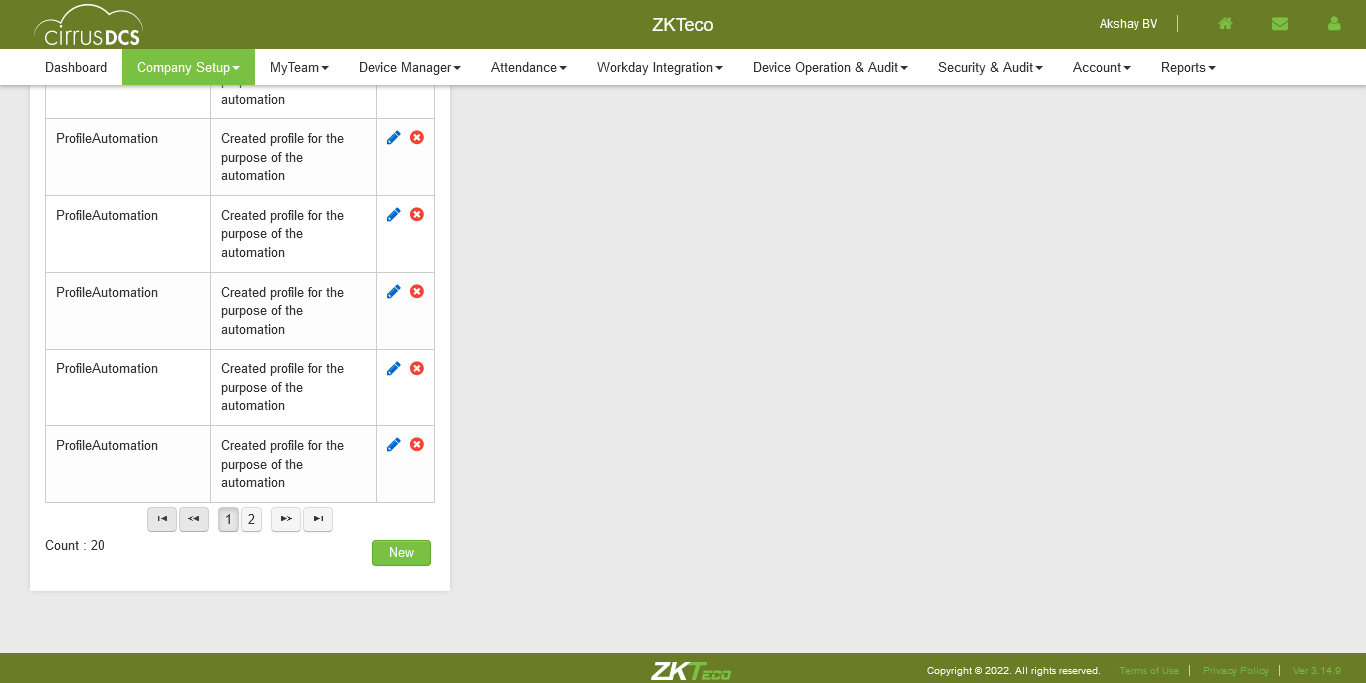 cirrusDCS
ZKTeco
Akshay BV
Dashboard Company Setup MyTeam Device Manager Attendance Workday Integration Device Operation & Audit Security & Audit Account Reports
automation
ProfileAutomation
Created profile for the
purpose of the
automation
ProfileAutomation
Created profile for the
purpose of the
automation
ProfileAutomation
Created profile for the
purpose of the
automation
ProfileAutomation
Created profile for the
purpose of the
automation
ProfileAutomation
Created profile for the
purpose of the
automation
1 2
Count : 20
New
ZKTeco
Copyright © 2022. All rights reserved. Terms of Use Privacy Policy Ver 3.14.9